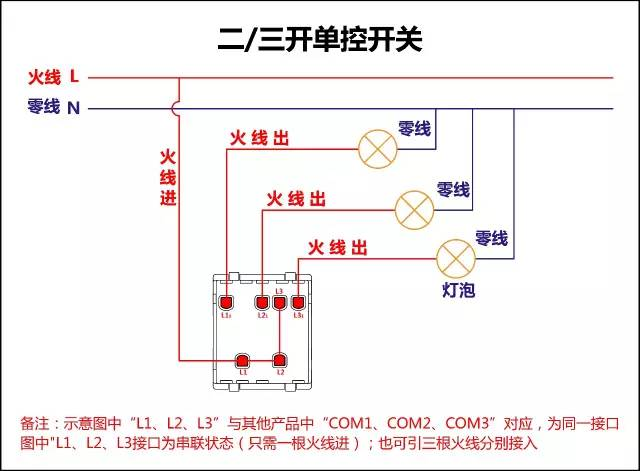 二/三开单控开关
火线 L
零线 N
火线出
零线
火线进
火线出
零线
火线出
零线
灯泡
L3
L1₁
L2₁
L3₁
L1
L2
备注：示意图中“L1、L2、L3”与其他产品中“COM1、COM2、COM3”对应，为同一接口
图中"L1、L2、L3接口为串联状态（只需一根火线进）；也可引三根火线分别接入